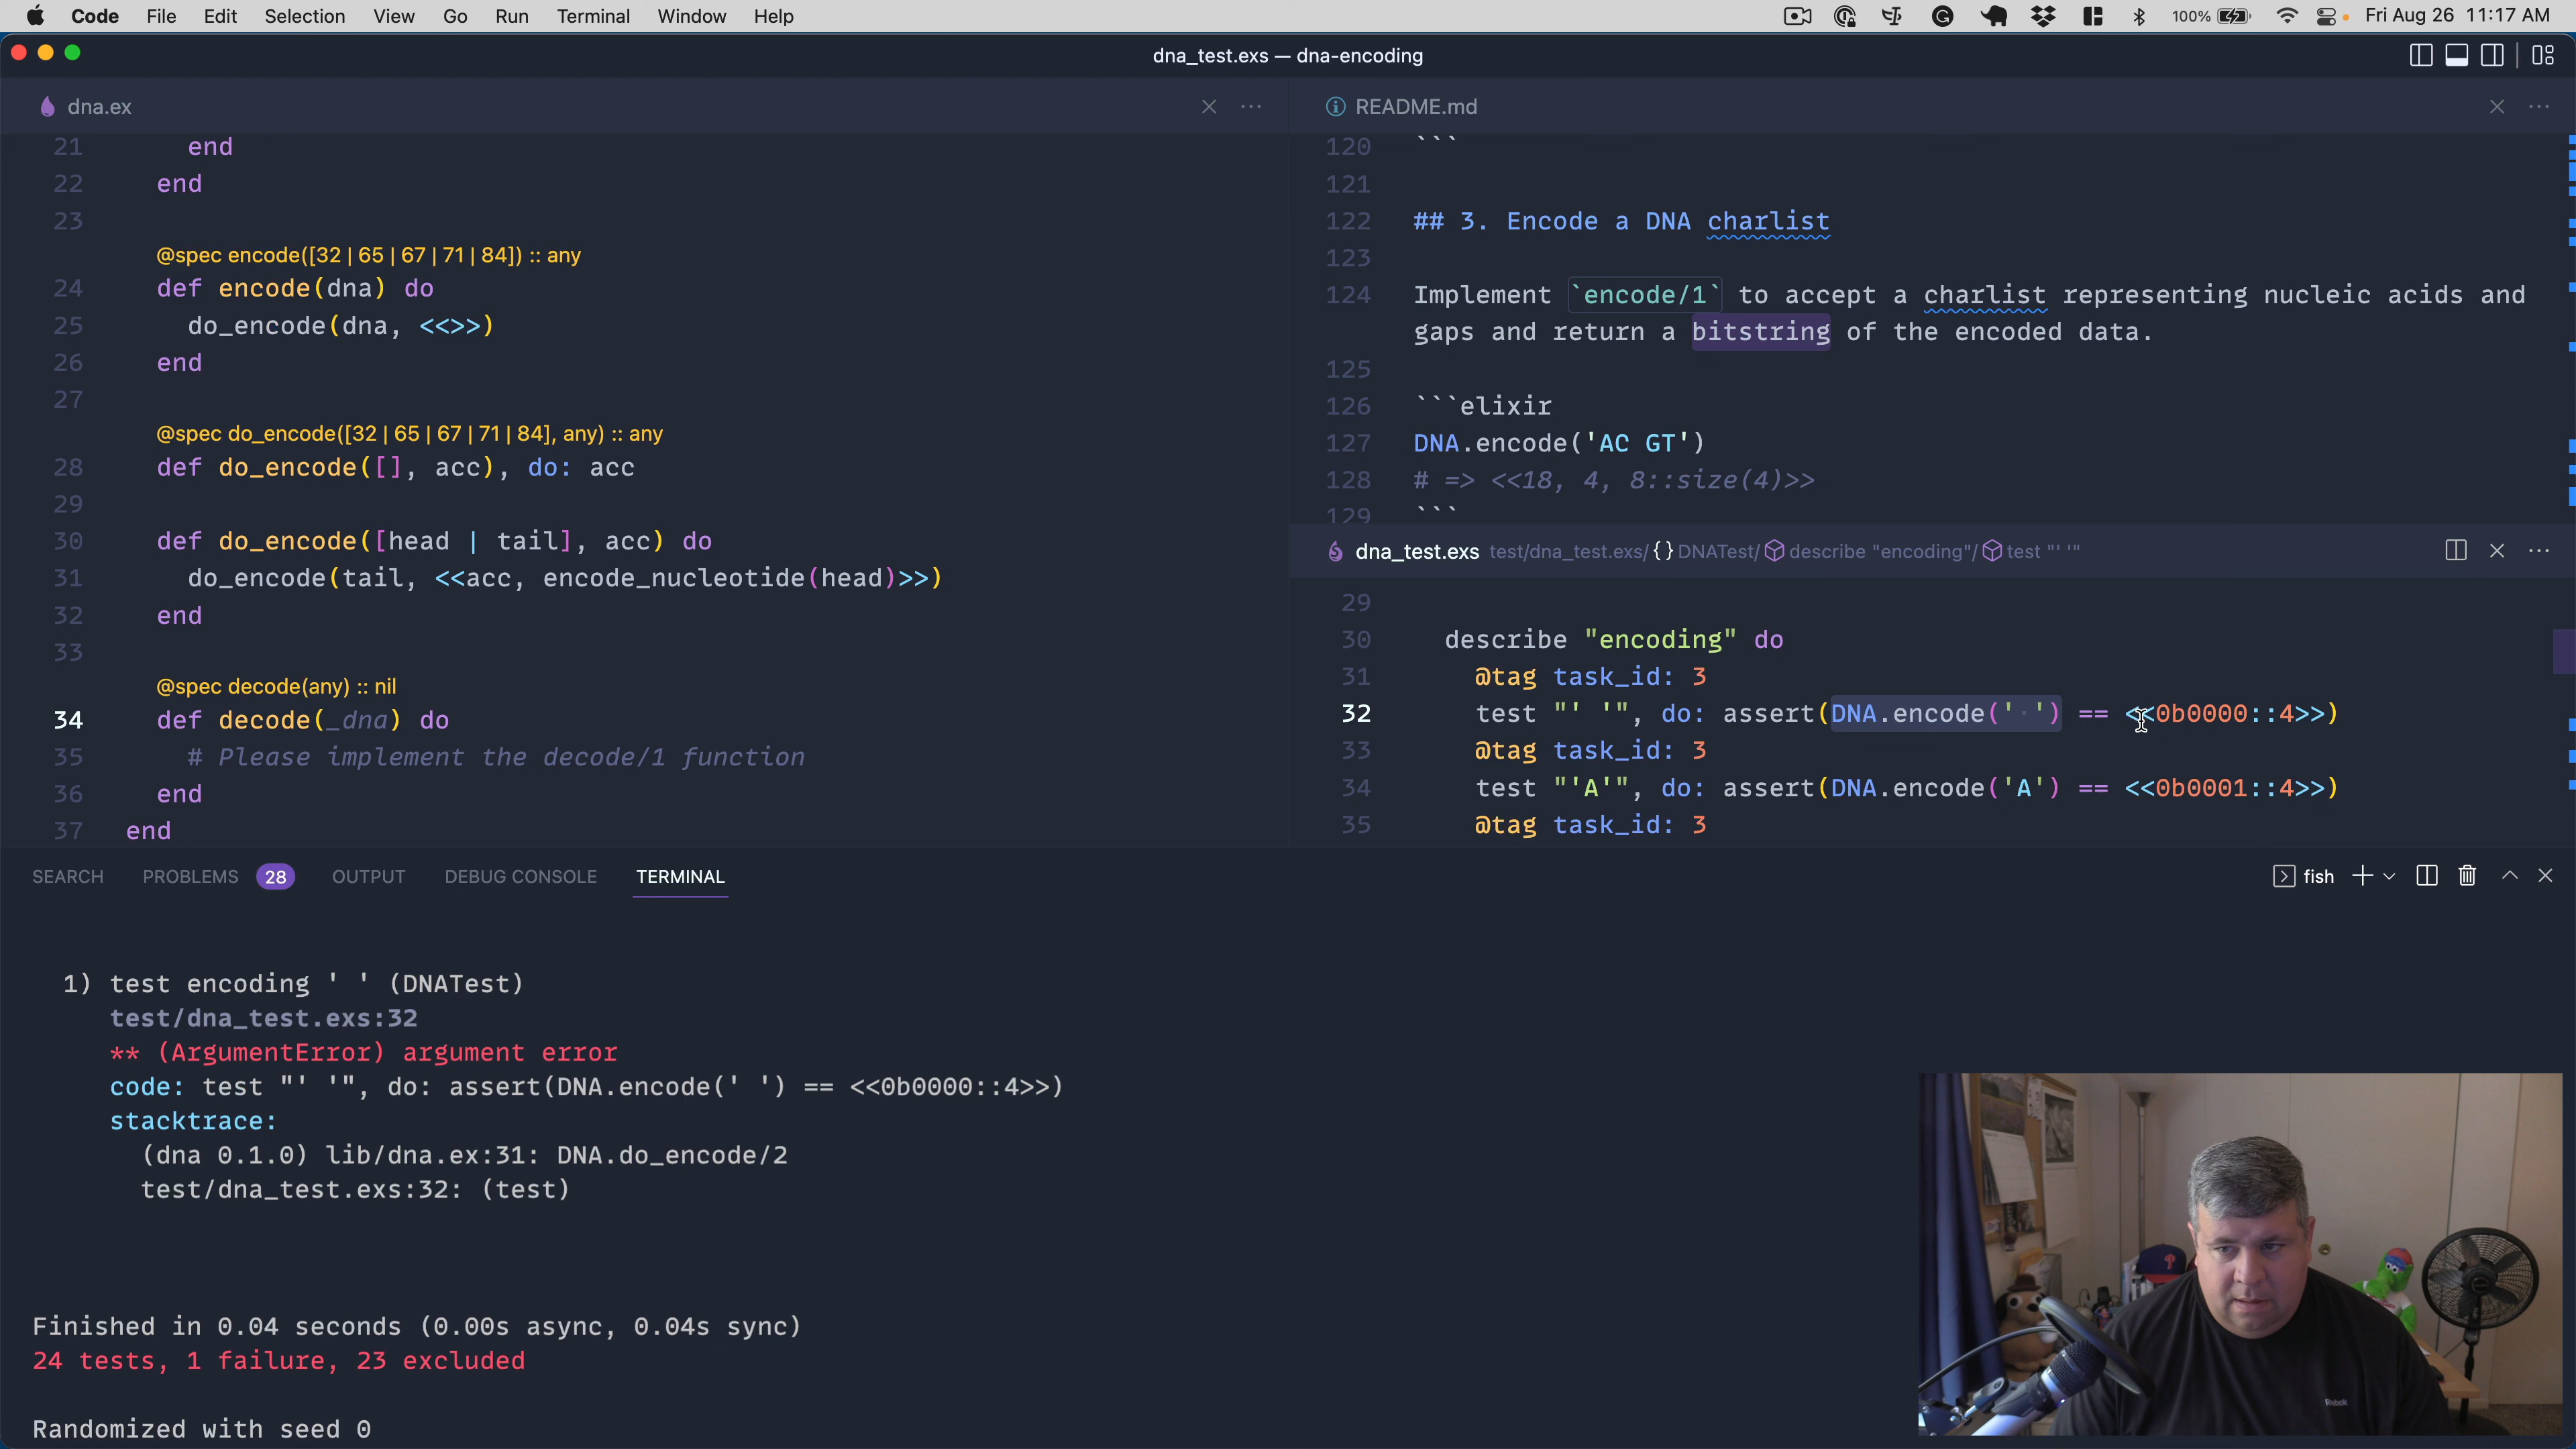 Code File Edit Selection View Go Run Terminal Window Help 100% Fri Aug 26 11:17 AM
dna_test.exs — dna-encoding
dna.ex
21 end
22 end
23
@spec encode([32 | 65 | 67 | 71 | 84]) :: any
24 def encode(dna) do
25 do_encode(dna, <<>>)
26 end
27
@spec do_encode([32 | 65 | 67 | 71 | 84], any) :: any
28 def do_encode([], acc), do: acc
29
30 def do_encode([head | tail], acc) do
31 do_encode(tail, <<acc, encode_nucleotide(head)>>)
32 end
33
@spec decode(any) :: nil
34 def decode(_dna) do
35 # Please implement the decode/1 function
36 end
37 end
README.md
120 ```
121
122 ## 3. Encode a DNA charlist
123
124 Implement `encode/1` to accept a charlist representing nucleic acids and
gaps and return a bitstring of the encoded data.
125
126 ```elixir
127 DNA.encode('AC GT')
128 # => <<18, 4, 8::size(4)>>
129 ```
dna_test.exs test/dna_test.exs/{} DNATest/ describe "encoding"/ test "' '"
29
30 describe "encoding" do
31 @tag task_id: 3
32 test "' '", do: assert(DNA.encode('·') == <<0b0000::4>>)
33 @tag task_id: 3
34 test "'A'", do: assert(DNA.encode('A') == <<0b0001::4>>)
35 @tag task_id: 3
SEARCH PROBLEMS 28 OUTPUT DEBUG CONSOLE TERMINAL fish
1) test encoding ' ' (DNATest)
test/dna_test.exs:32
** (ArgumentError) argument error
code: test "' '", do: assert(DNA.encode(' ') == <<0b0000::4>>)
stacktrace:
(dna 0.1.0) lib/dna.ex:31: DNA.do_encode/2
test/dna_test.exs:32: (test)
Finished in 0.04 seconds (0.00s async, 0.04s sync)
24 tests, 1 failure, 23 excluded
Randomized with seed 0
Reebok